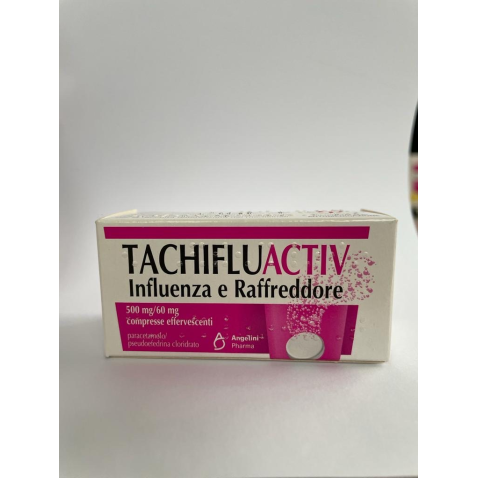 TACHIFLUACTIV
Influenza e Raffreddore
500 mg/60 mg
compresse effervescenti
paracetamolo/
pseudoefedrina cloridrato
Angelini
Pharma